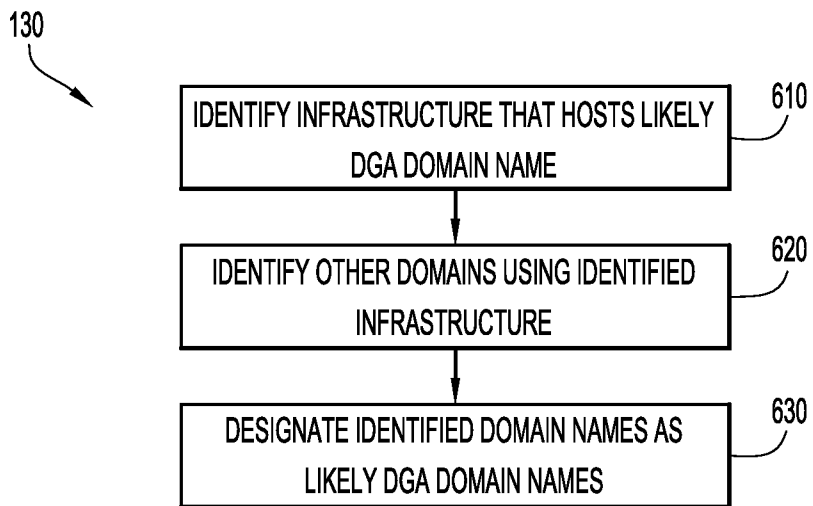 130
IDENTIFY INFRASTRUCTURE THAT HOSTS LIKELY
DGA DOMAIN NAME
610
IDENTIFY OTHER DOMAINS USING IDENTIFIED
INFRASTRUCTURE
620
DESIGNATE IDENTIFIED DOMAIN NAMES AS
LIKELY DGA DOMAIN NAMES
630